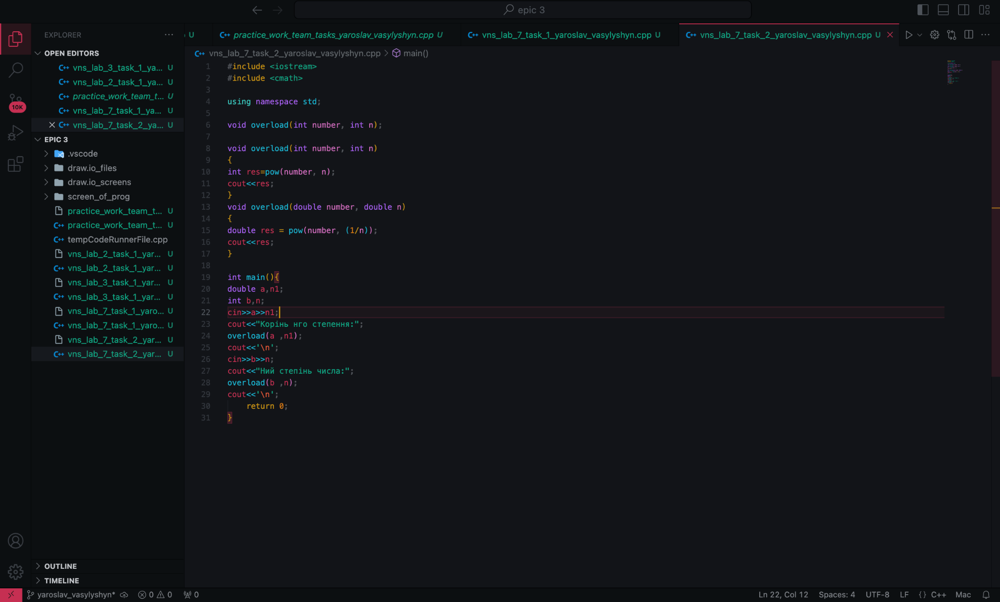 epic 3
EXPLORER
U
C++ practice_work_team_tasks_yaroslav_vasylyshyn.cpp U
C++ vns_lab_7_task_1_yaroslav_vasylyshyn.cpp U
C++ vns_lab_7_task_2_yaroslav_vasylyshyn.cpp U
OPEN EDITORS
C++ vns_lab_3_task_1_ya... U
C++ vns_lab_2_task_1_ya... U
C++ practice_work_team_t... U
C++ vns_lab_7_task_1_ya... U
C++ vns_lab_7_task_2_ya... U
10K
EPIC 3
.vscode
draw.io_files
draw.io_screens
screen_of_prog
practice_work_team_t... U
C++ practice_work_team_t... U
C++ tempCodeRunnerFile.cpp
vns_lab_2_task_1_yar... U
C++ vns_lab_2_task_1_yar... U
vns_lab_3_task_1_yar... U
C++ vns_lab_3_task_1_yar... U
vns_lab_7_task_1_yaro... U
C++ vns_lab_7_task_1_yaro... U
vns_lab_7_task_2_yar... U
C++ vns_lab_7_task_2_yar... U
OUTLINE
TIMELINE
C++ vns_lab_7_task_2_yaroslav_vasylyshyn.cpp > main()
1 #include <iostream>
2 #include <cmath>
3
4 using namespace std;
5
6 void overload(int number, int n);
7
8 void overload(int number, int n)
9 {
10 int res=pow(number, n);
11 cout<<res;
12 }
13 void overload(double number, double n)
14 {
15 double res = pow(number, (1/n));
16 cout<<res;
17 }
18
19 int main(){
20 double a,n1;
21 int b,n;
22 cin>>a>>n1;
23 cout<<"Корінь нго степення:";
24 overload(a ,n1);
25 cout<<'\n';
26 cin>>b>>n;
27 cout<<"Ний степінь числа:";
28 overload(b ,n);
29 cout<<'\n';
30     return 0;
31 }
yaroslav_vasylyshyn* 0 0 0
Ln 22, Col 12 Spaces: 4 UTF-8 LF {} C++ Mac